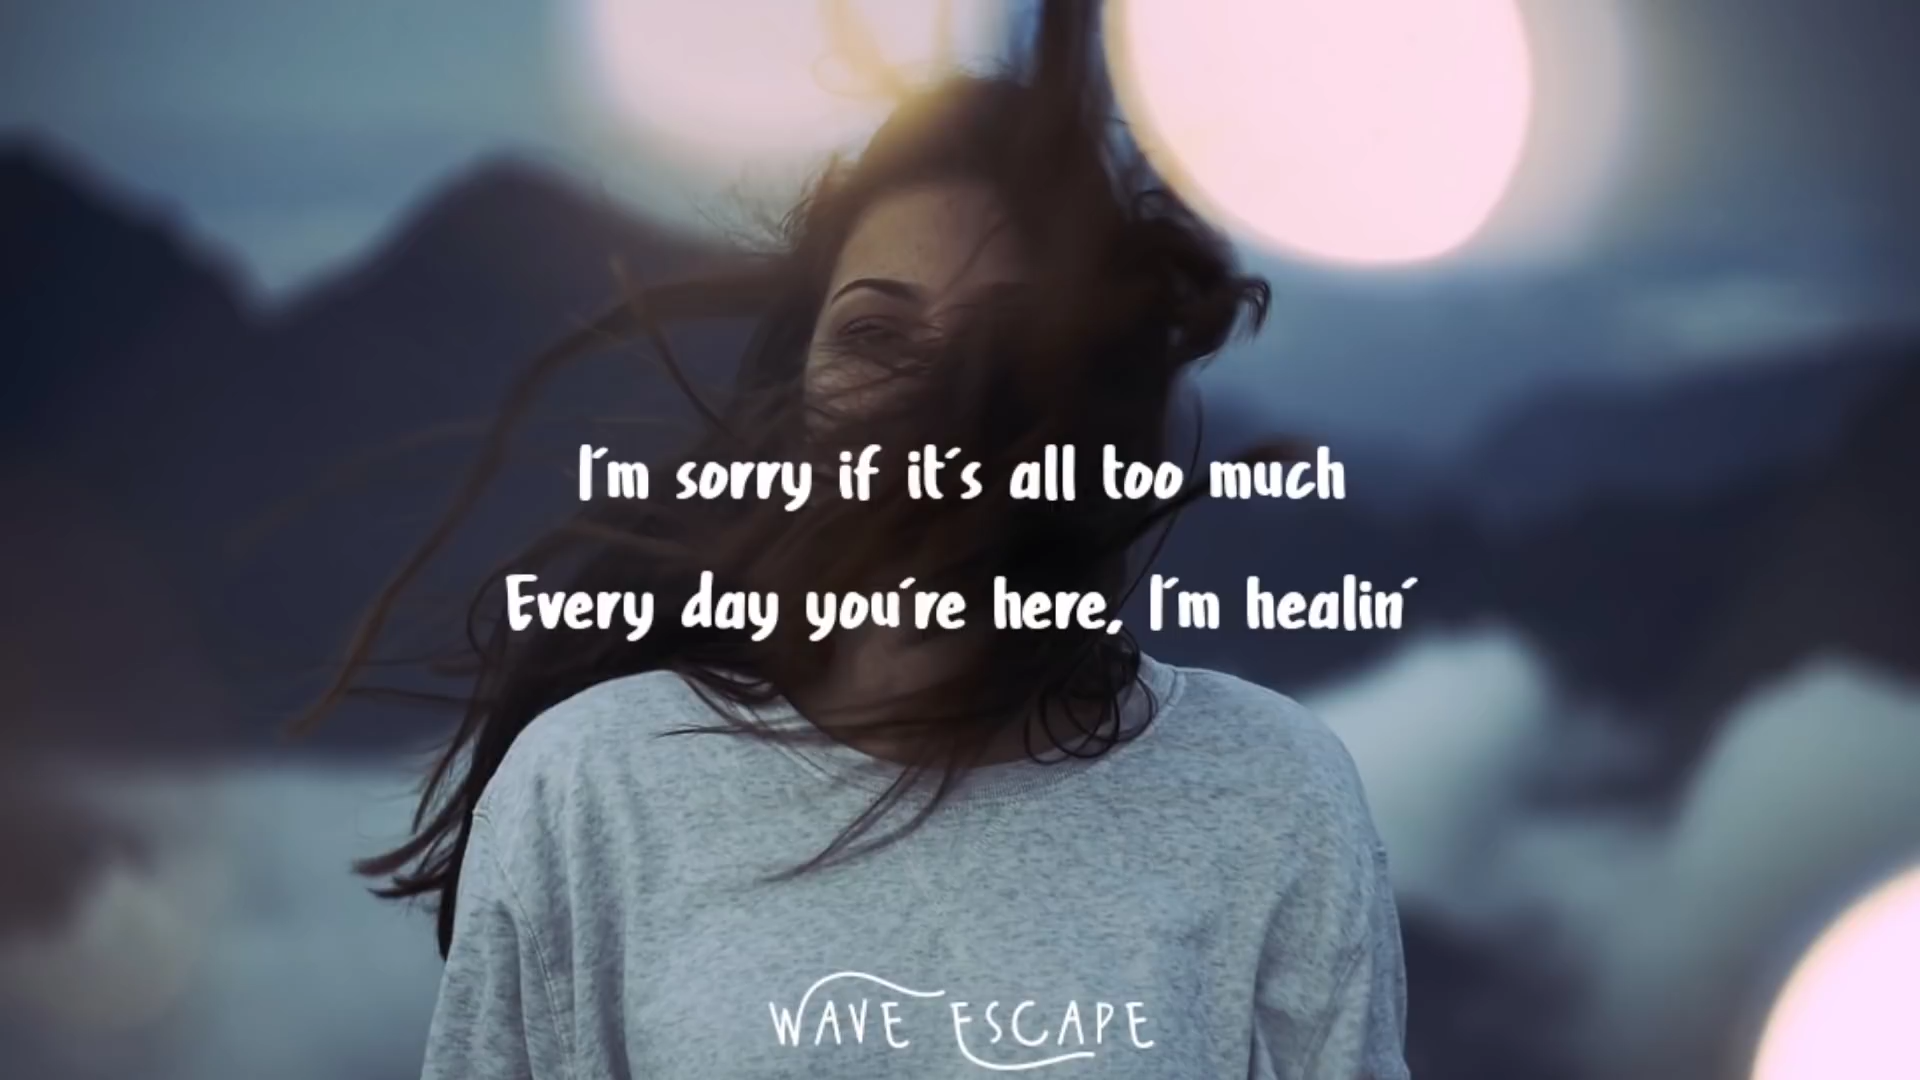 I'm sorry if it's all too much
Every day you're here, I'm healin'
WAVE ESCAPE